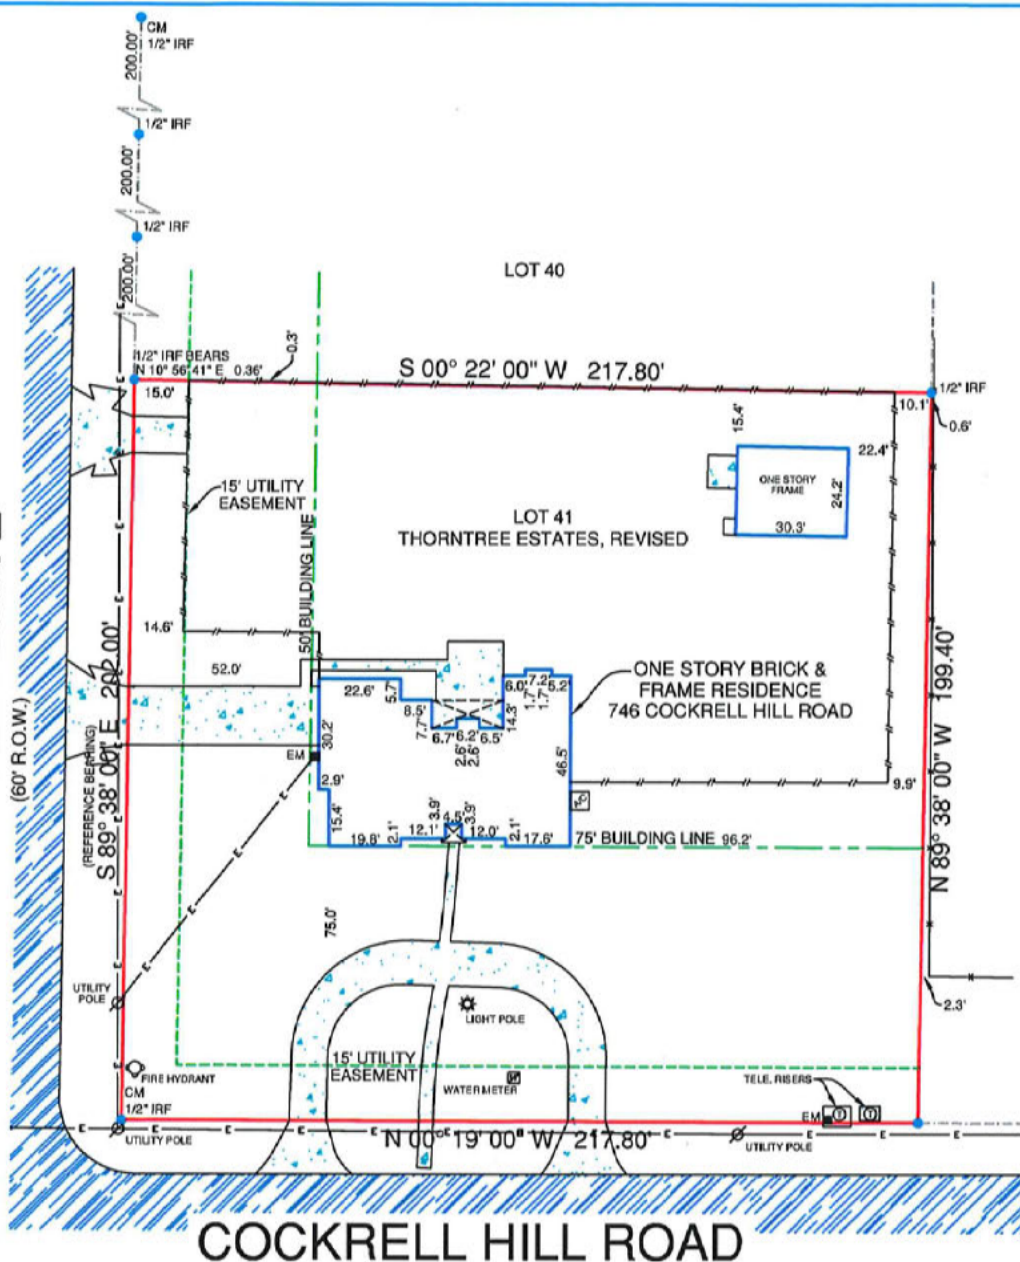 CM
1/2" IRF
200.00'
1/2" IRF
200.00'
1/2" IRF
200.00'
LOT 40
1/2" IRF BEARS
N 10° 56' 41" E 0.36'
0.3'
S 00° 22' 00" W 217.80'
1/2" IRF
15.0'
10.1'
0.6'
15.4'
22.4'
ONE STORY
FRAME
24.2'
30.3'
15' UTILITY
EASEMENT
LOT 41
THORNTREE ESTATES, REVISED
50' BUILDING LINE
14.6'
52.0'
22.6'
5.7'
8.5'
7.7'
6.7'
6.2'
6.5'
2.6'
2.6'
14.3'
6.0'
7.2'
5.2'
1.7'
1.7'
ONE STORY BRICK &
FRAME RESIDENCE
746 COCKRELL HILL ROAD
30.2'
46.5'
EM
2.9'
15.4'
19.8'
2.1'
12.1'
3.9'
4.5'
3.9'
12.0'
2.1'
17.6'
9.9'
75' BUILDING LINE 96.2'
(60' R.O.W.)
(REFERENCE BEARING)
S 89° 38' 00" E 202.00'
N 89° 38' 00" W 199.40'
75.0'
UTILITY
POLE
LIGHT POLE
2.3'
15' UTILITY
EASEMENT
FIRE HYDRANT
CM
1/2" IRF
WATER METER
TELE. RISERS
EM
UTILITY POLE
N 00° 19' 00" W 217.80'
UTILITY POLE
COCKRELL HILL ROAD